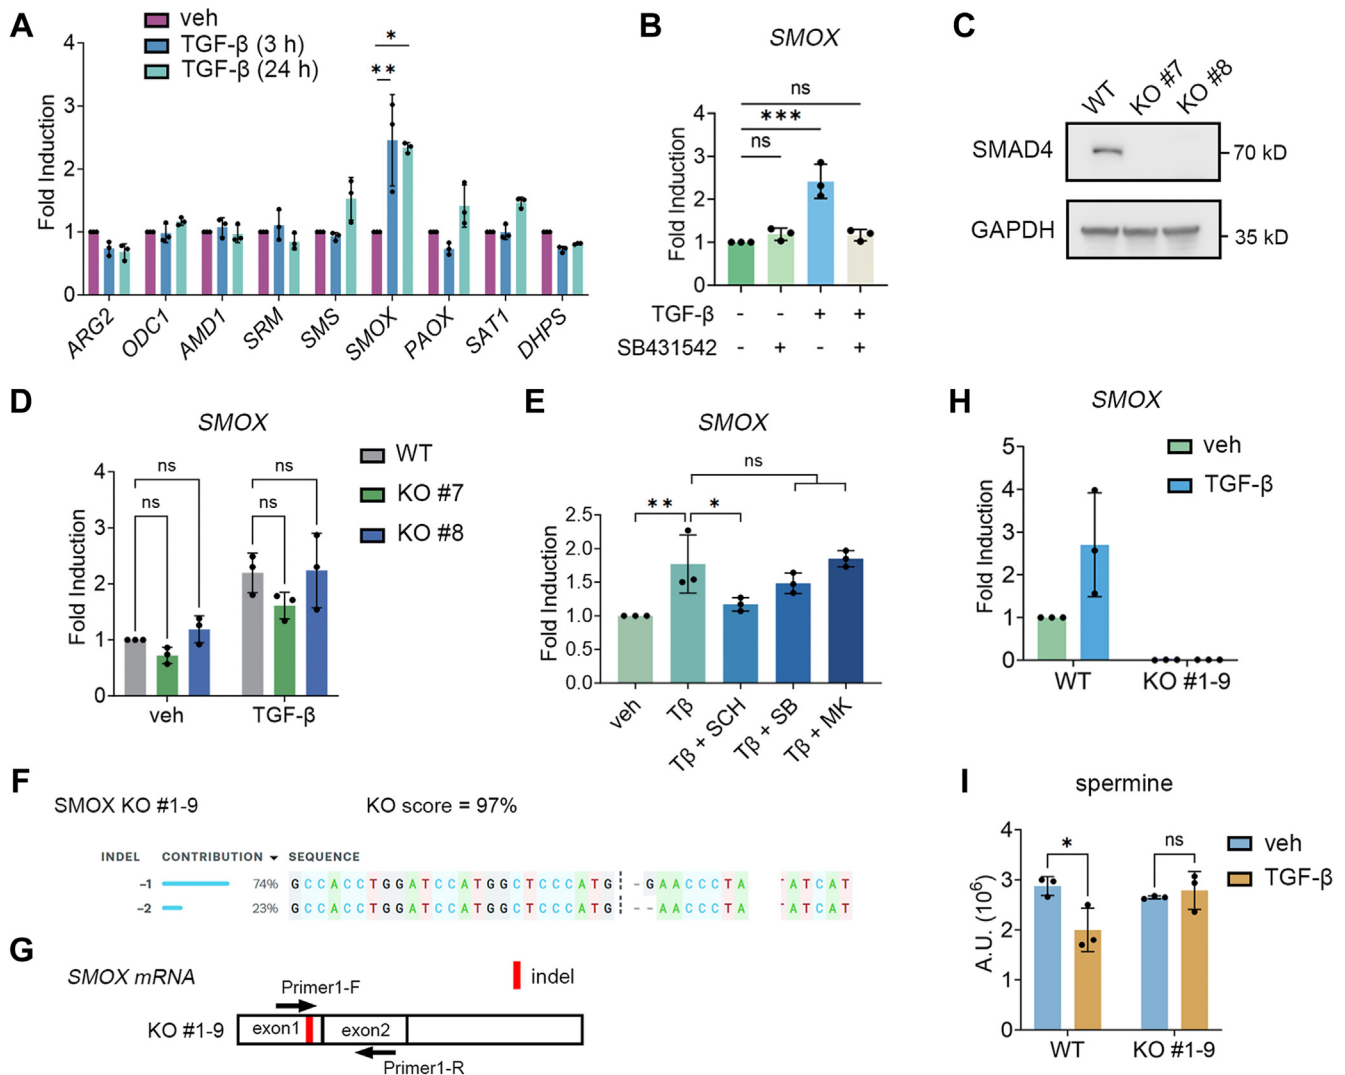 A
veh
TGF-β (3 h)
TGF-β (24 h)
Fold Induction
4
3
2
1
0
*
**
ARG2
ODC1
AMD1
SRM
SMS
SMOX
PAOX
SAT1
DHPS
B
SMOX
Fold Induction
4
3
2
1
0
ns
***
ns
TGF-β - - + +
SB431542 - + - +
C
WT
KO #7
KO #8
SMAD4
70 kD
GAPDH
35 kD
D
SMOX
WT
KO #7
KO #8
Fold Induction
4
3
2
1
0
ns
ns
ns
ns
veh
TGF-β
E
SMOX
Fold Induction
2.5
2.0
1.5
1.0
0.5
0.0
ns
**
*
veh
Tβ
Tβ + SCH
Tβ + SB
Tβ + MK
H
SMOX
veh
TGF-β
Fold Induction
5
4
3
2
1
0
WT
KO #1-9
F
SMOX KO #1-9
KO score = 97%
INDEL CONTRIBUTION SEQUENCE
-1 74% GCCACCTGGATCCATGGCTCCCATG -GAACCCTA TATCAT
-2 23% GCCACCTGGATCCATGGCTCCCATG --AACCCTA TATCAT
G
SMOX mRNA
indel
Primer1-F
KO #1-9
exon1
exon2
Primer1-R
I
spermine
veh
TGF-β
A.U. (10⁶)
4
3
2
1
0
*
ns
WT
KO #1-9